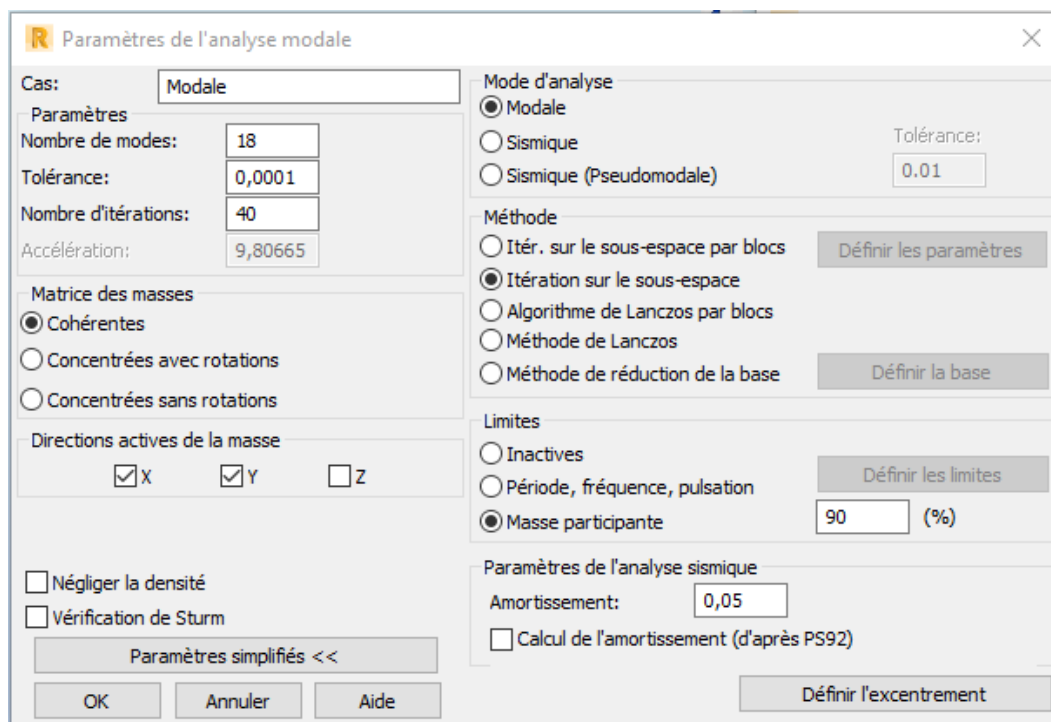 R Paramètres de l'analyse modale
Cas: Modale
Paramètres
Nombre de modes: 18
Tolérance: 0,0001
Nombre d'itérations: 40
Accélération: 9,80665
Matrice des masses
Cohérentes
Concentrées avec rotations
Concentrées sans rotations
Directions actives de la masse
X Y Z
Négliger la densité
Vérification de Sturm
Paramètres simplifiés <<
OK Annuler Aide
Mode d'analyse
Modale
Sismique Tolérance:
Sismique (Pseudomodale) 0.01
Méthode
Itér. sur le sous-espace par blocs Définir les paramètres
Itération sur le sous-espace
Algorithme de Lanczos par blocs
Méthode de Lanczos
Méthode de réduction de la base Définir la base
Limites
Inactives
Période, fréquence, pulsation Définir les limites
Masse participante 90 (%)
Paramètres de l'analyse sismique
Amortissement: 0,05
Calcul de l'amortissement (d'après PS92)
Définir l'excentrement